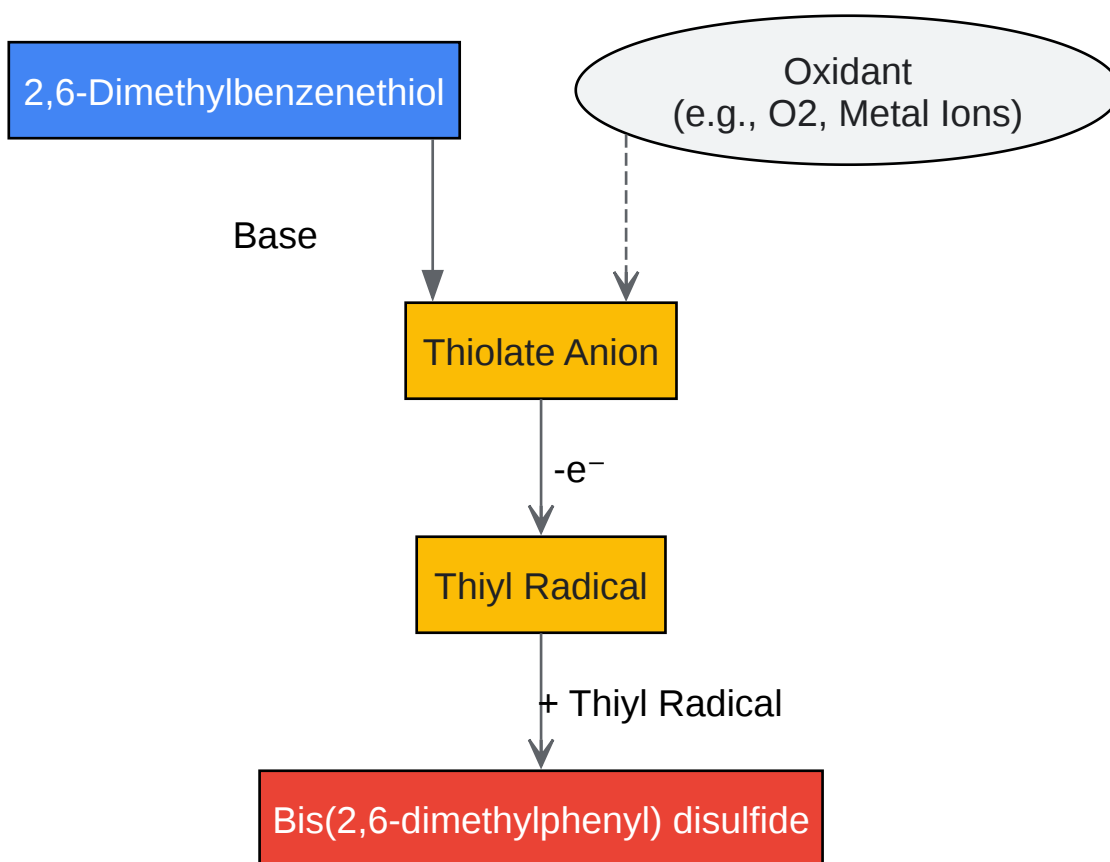 2,6-Dimethylbenzenethiol
Oxidant
(e.g., O2, Metal Ions)
Base
Thiolate Anion
-e⁻
Thiyl Radical
+ Thiyl Radical
Bis(2,6-dimethylphenyl) disulfide